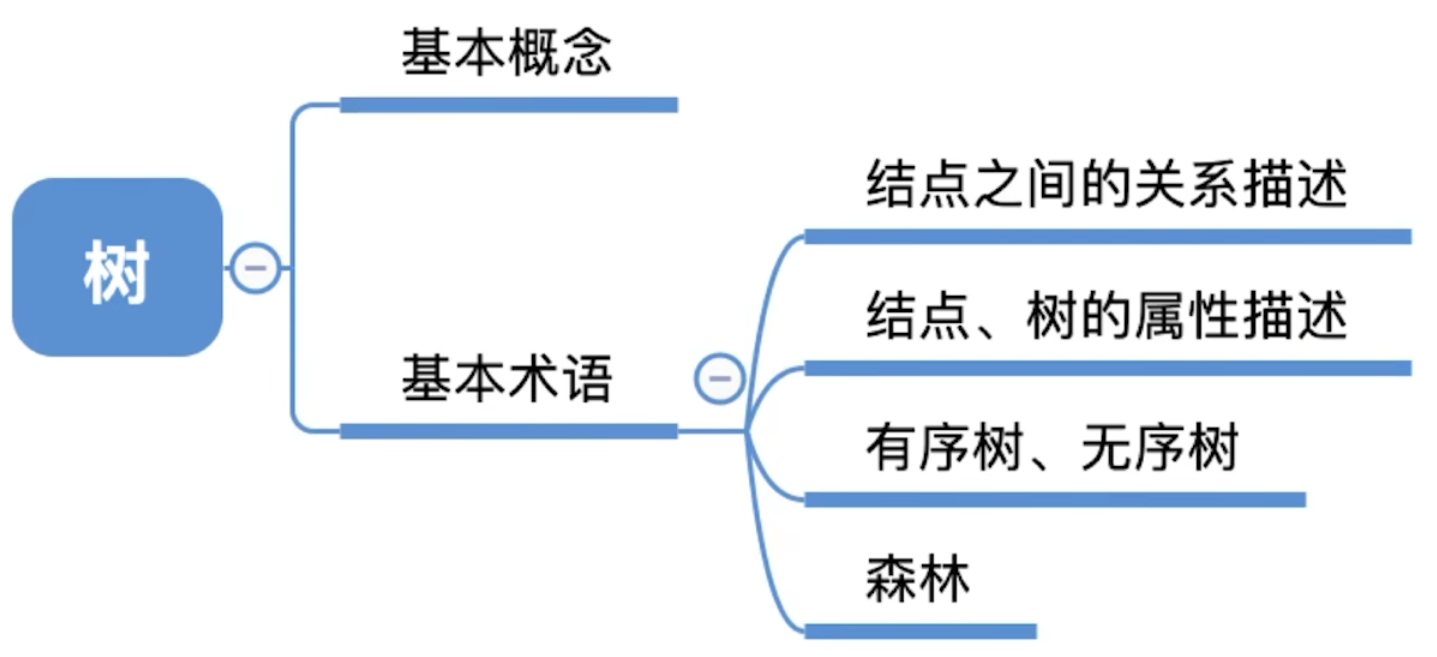 树
基本概念
基本术语
结点之间的关系描述
结点、树的属性描述
有序树、无序树
森林